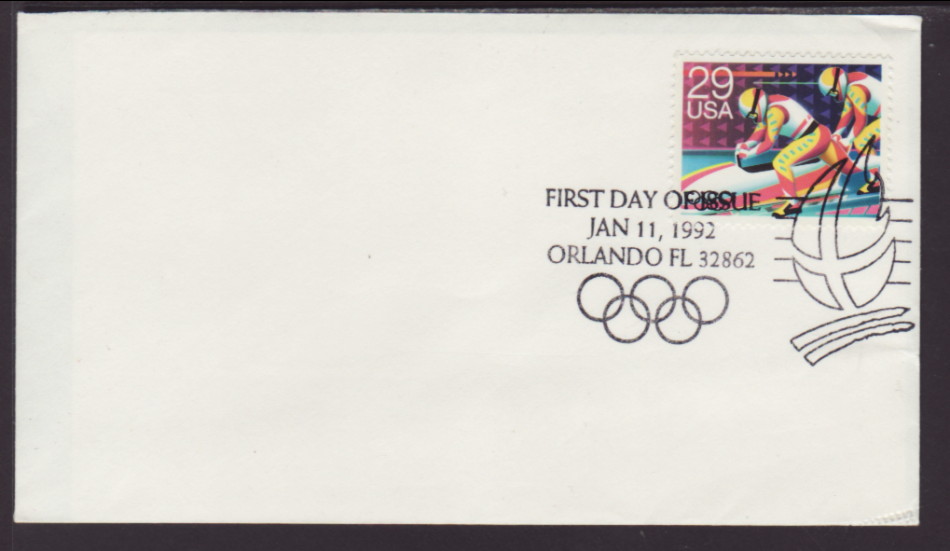 29
USA
FIRST DAY OF ISSUE
JAN 11, 1992
ORLANDO FL 32862